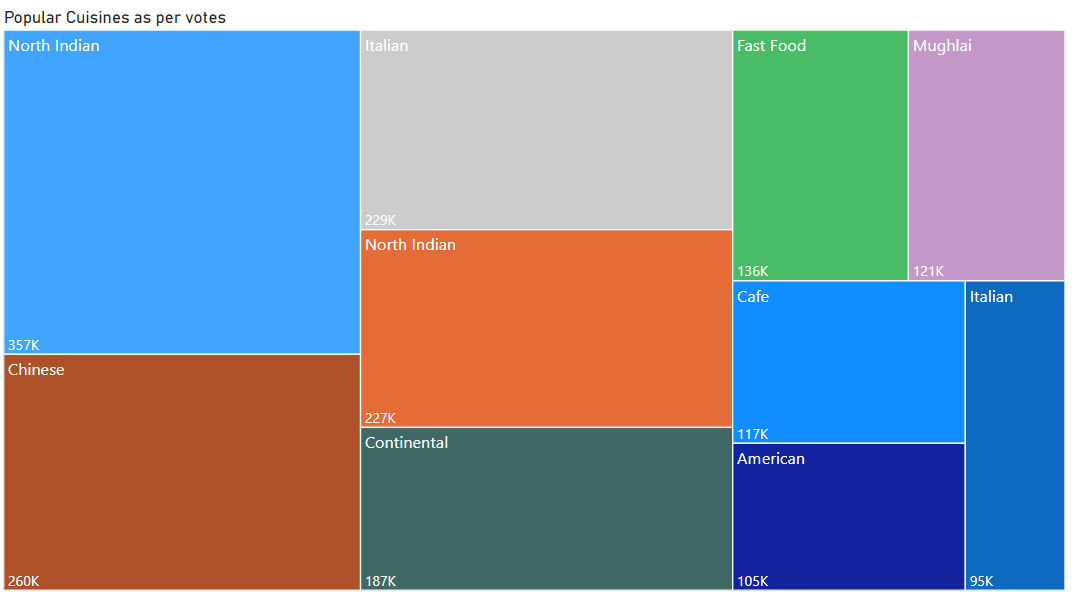 Popular Cuisines as per votes
North Indian
357K
Chinese
260K
Italian
229K
North Indian
227K
Continental
187K
Fast Food
136K
Mughlai
121K
Cafe
117K
American
105K
Italian
95K